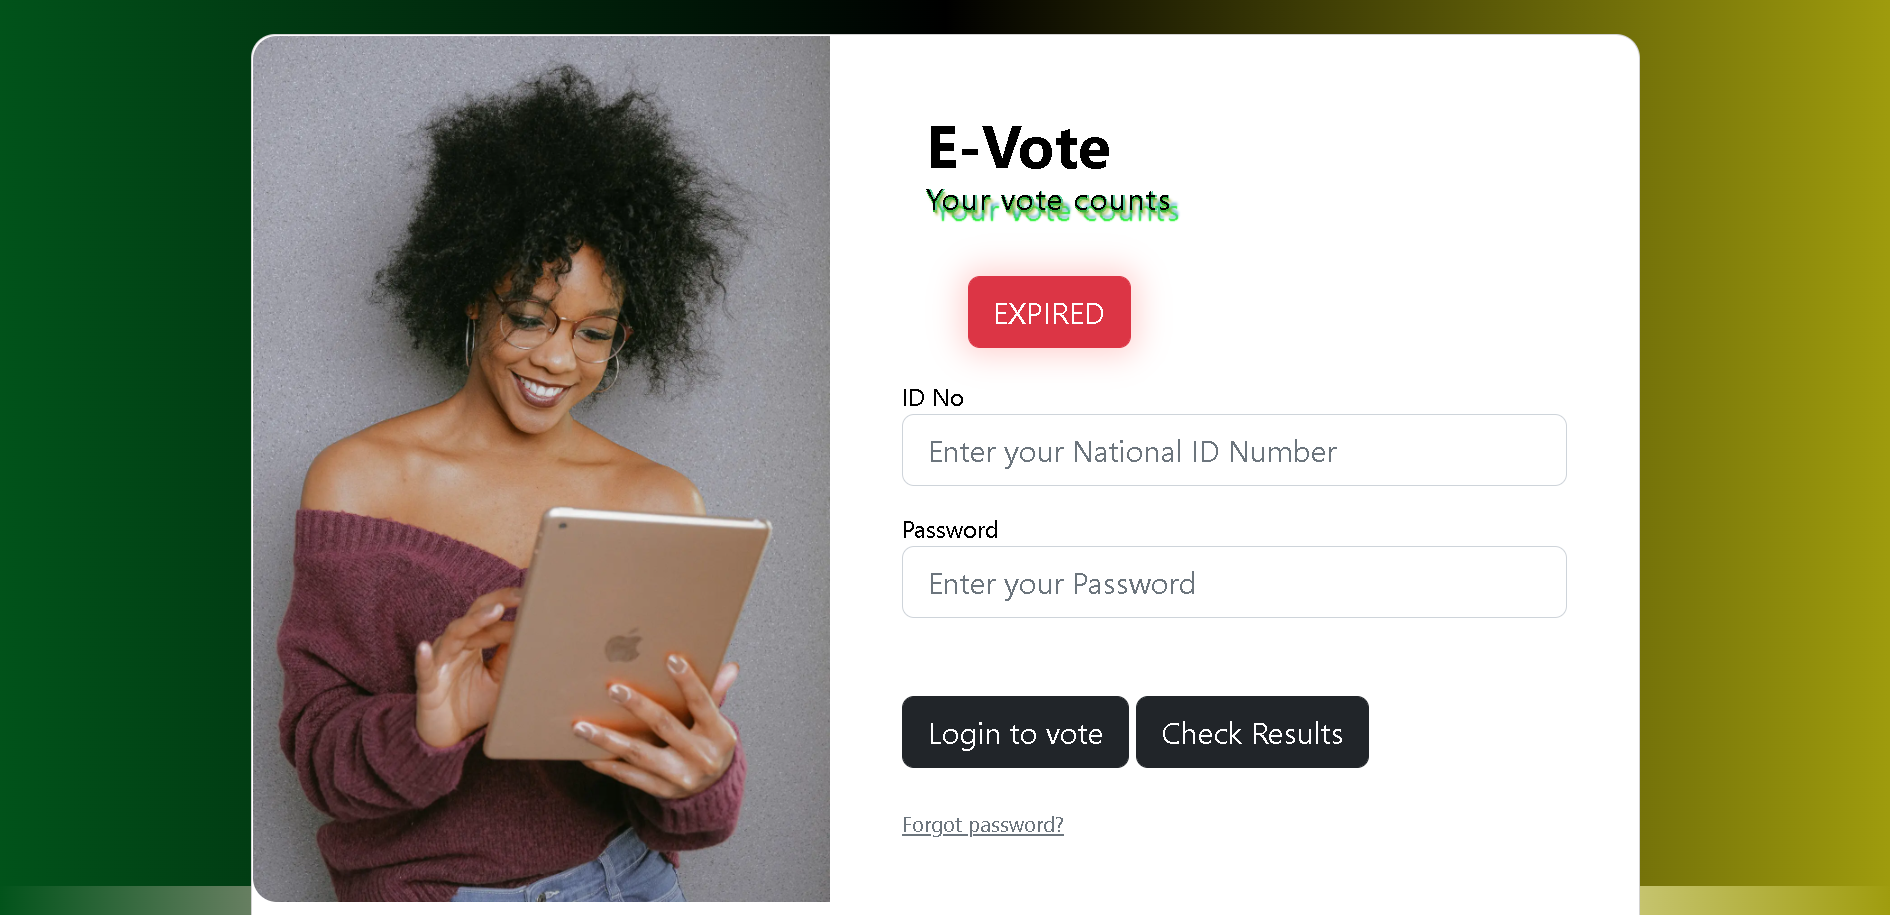 E-Vote
Your vote counts
EXPIRED
ID No
Enter your National ID Number
Password
Enter your Password
Login to vote Check Results
Forgot password?